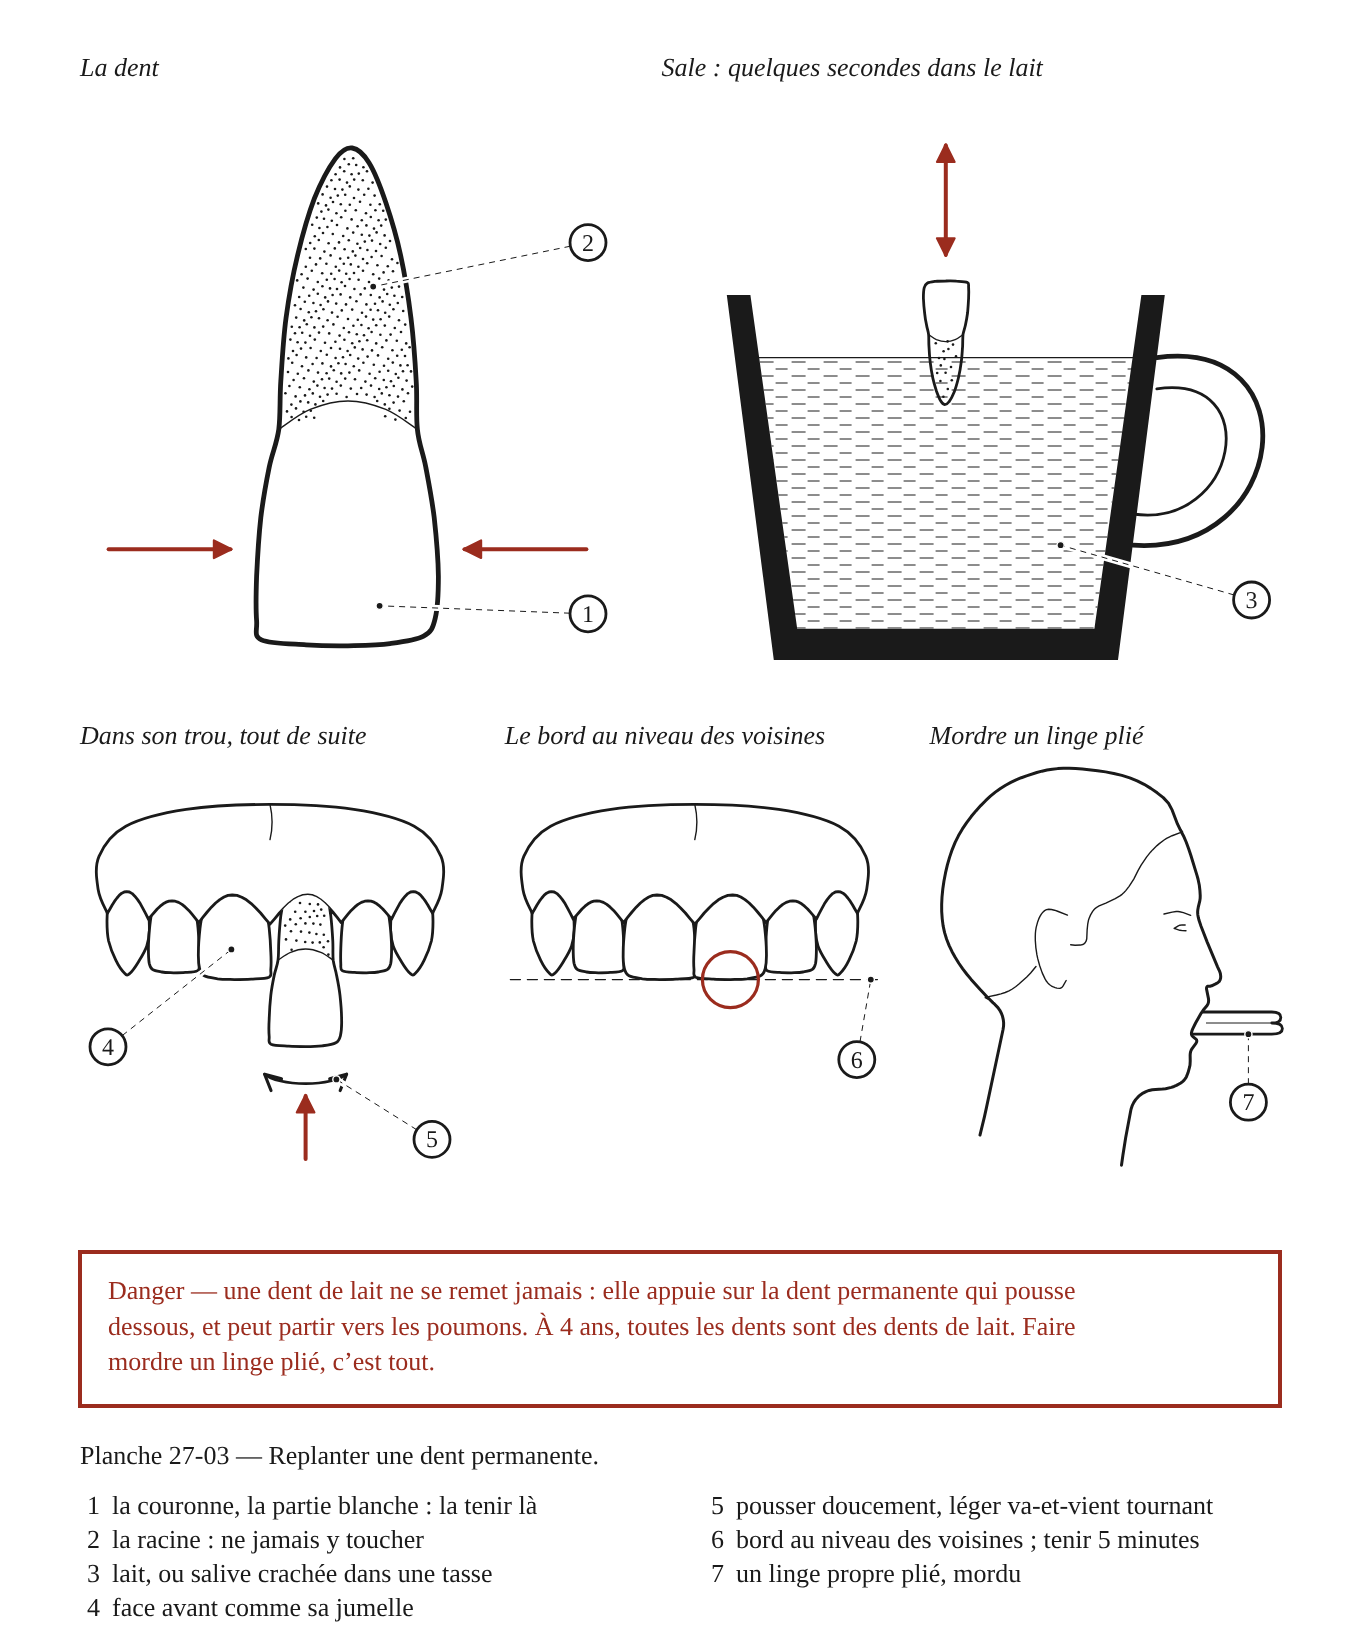 La dent
Sale : quelques secondes dans le lait
2
1
3
Dans son trou, tout de suite
Le bord au niveau des voisines
Mordre un linge plié
4
5
6
7
Danger — une dent de lait ne se remet jamais : elle appuie sur la dent permanente qui pousse
dessous, et peut partir vers les poumons. À 4 ans, toutes les dents sont des dents de lait. Faire
mordre un linge plié, c’est tout.
Planche 27-03 — Replanter une dent permanente.
1 la couronne, la partie blanche : la tenir là
2 la racine : ne jamais y toucher
3 lait, ou salive crachée dans une tasse
4 face avant comme sa jumelle
5 pousser doucement, léger va-et-vient tournant
6 bord au niveau des voisines ; tenir 5 minutes
7 un linge propre plié, mordu